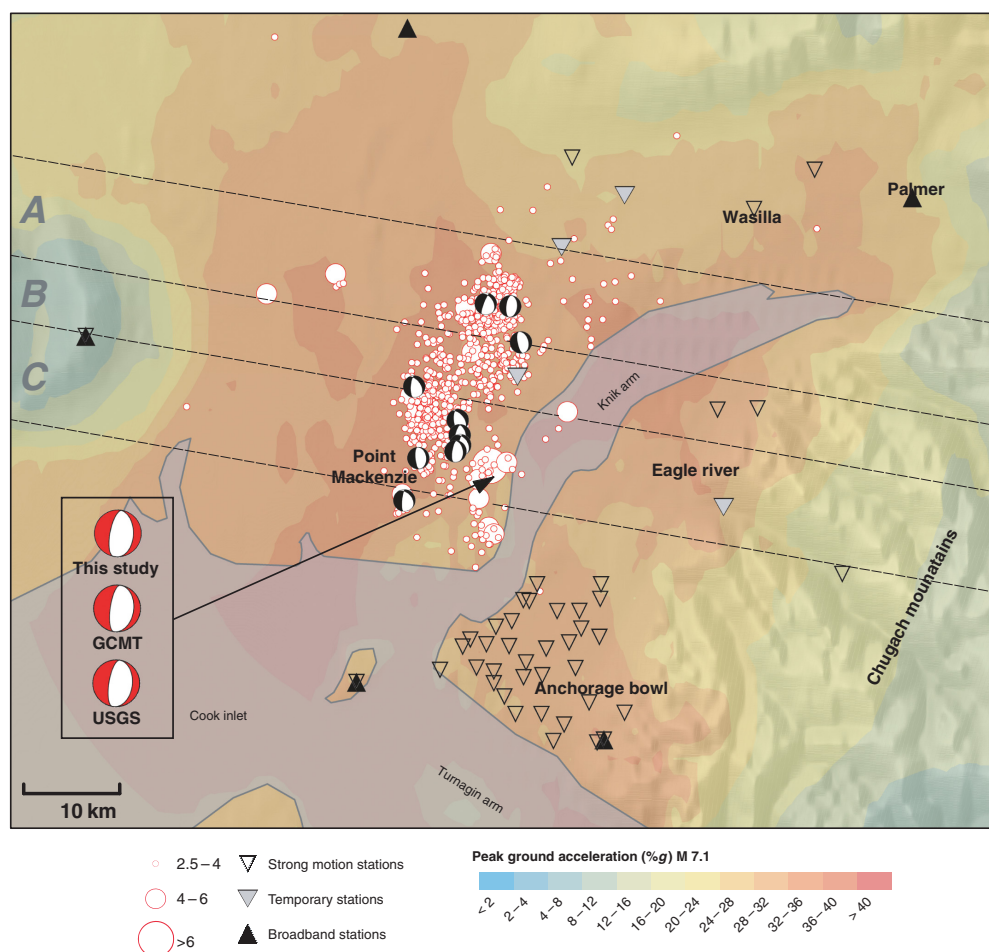 Palmer
Wasilla
A
B
C
Knik arm
Point
Mackenzie
Eagle river
This study
GCMT
USGS
Chugach mounatains
Anchorage bowl
Cook inlet
Turnagin arm
10 km
2.5–4
4–6
>6
Strong motion stations
Temporary stations
Broadband stations
Peak ground acceleration (%g) M 7.1
<2
2–4
4–8
8–12
12–16
16–20
20–24
24–28
28–32
32–36
36–40
>40